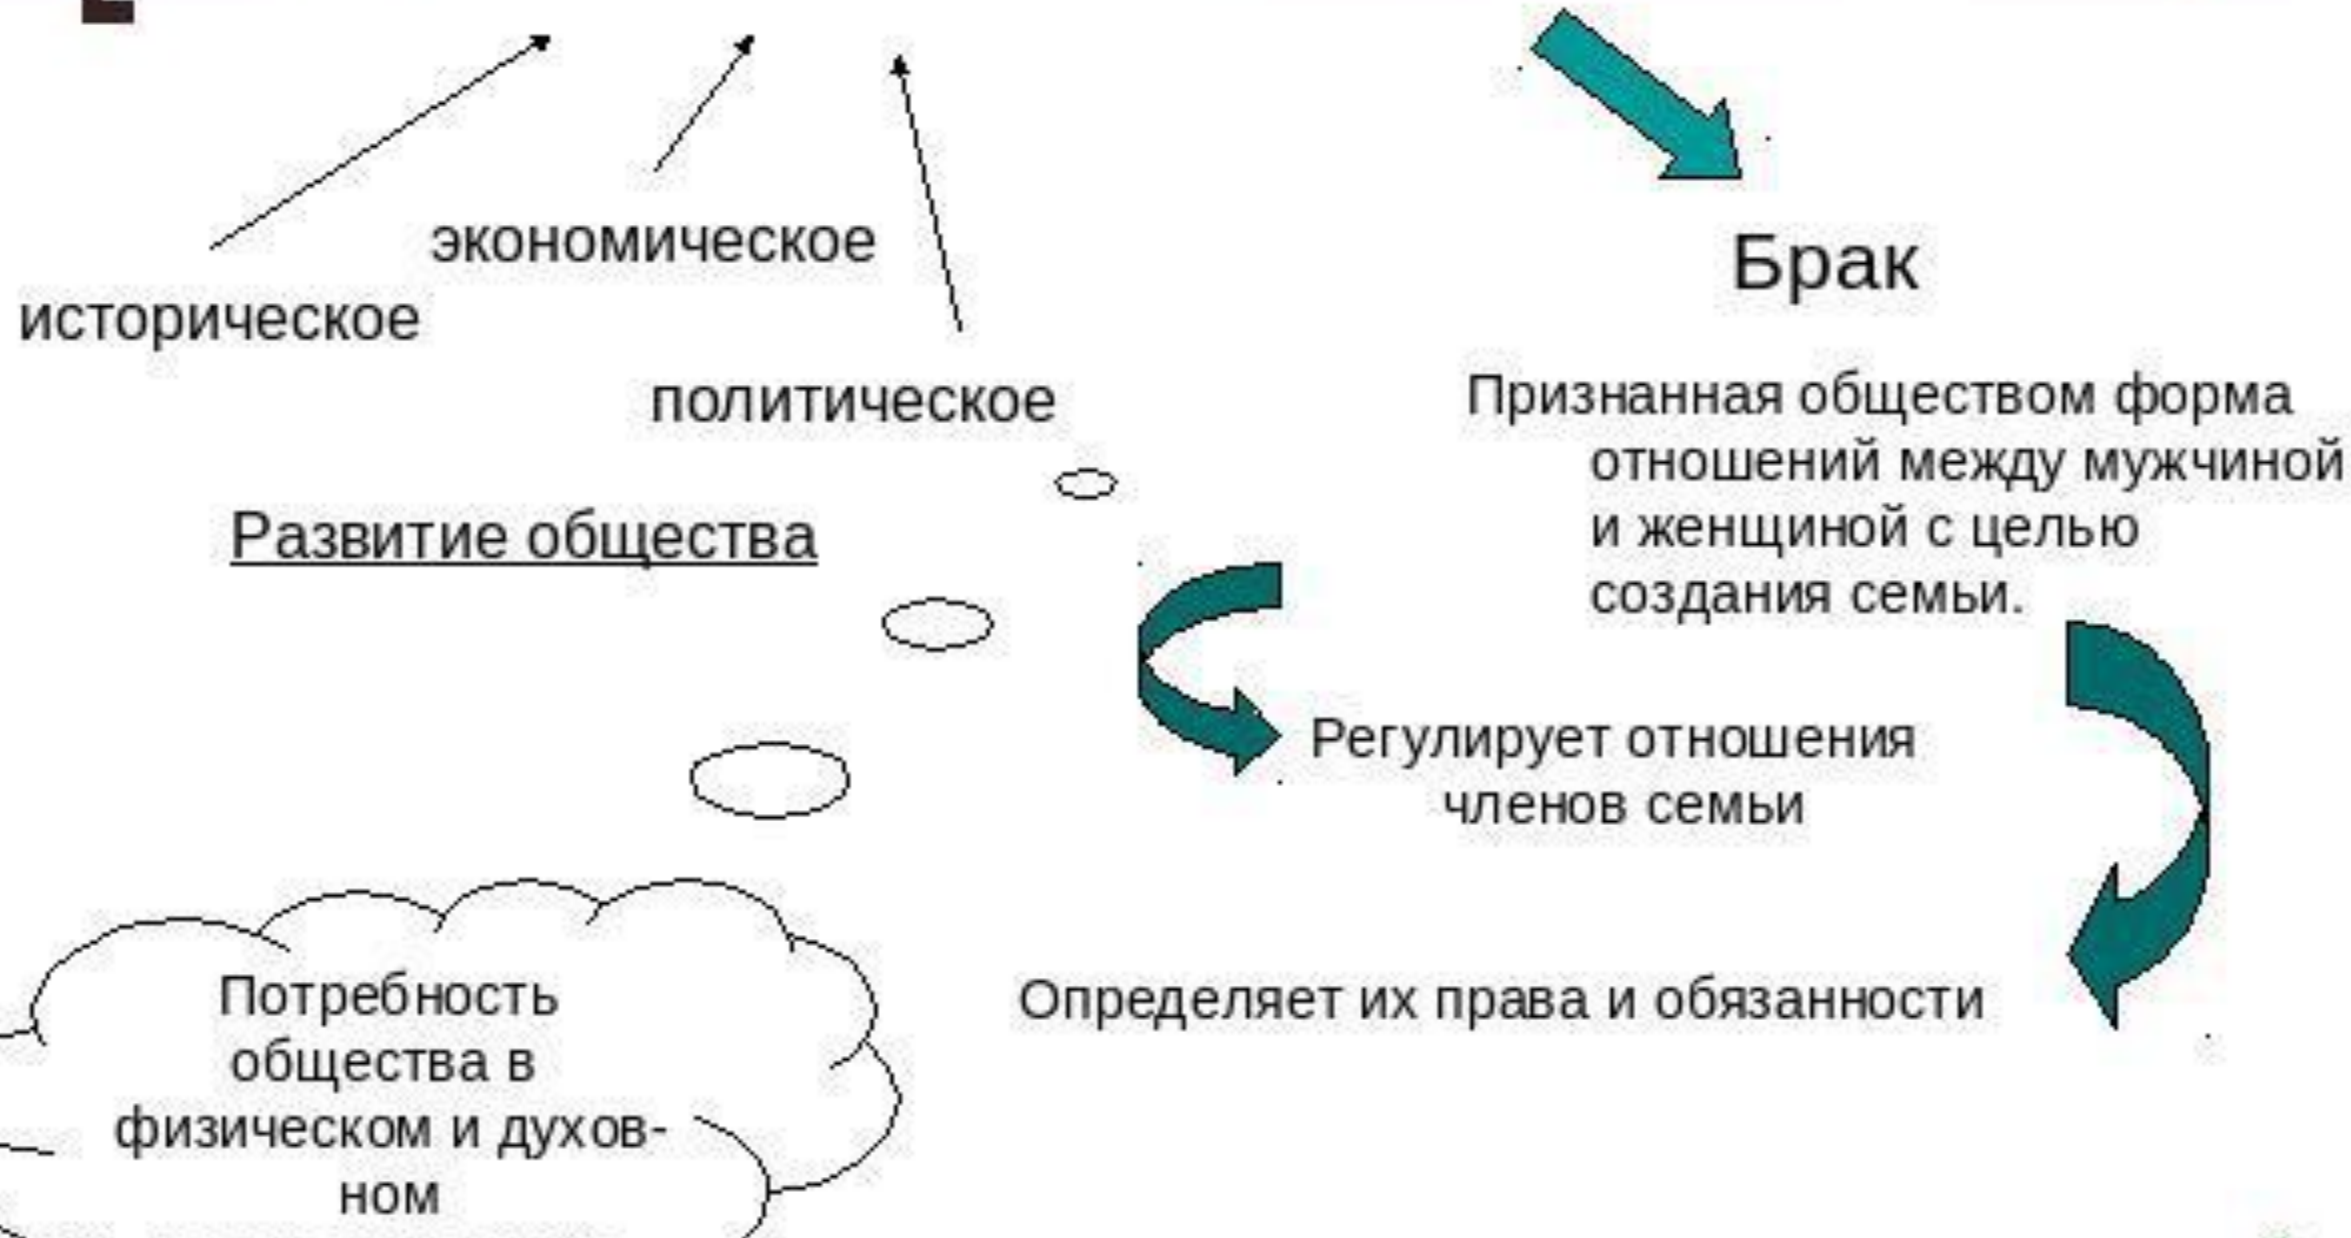 экономическое
историческое
политическое
Развитие общества
Потребность
общества в
физическом и духов-
ном
Брак
Признанная обществом форма
отношений между мужчиной
и женщиной с целью
создания семьи.
Регулирует отношения
членов семьи
Определяет их права и обязанности